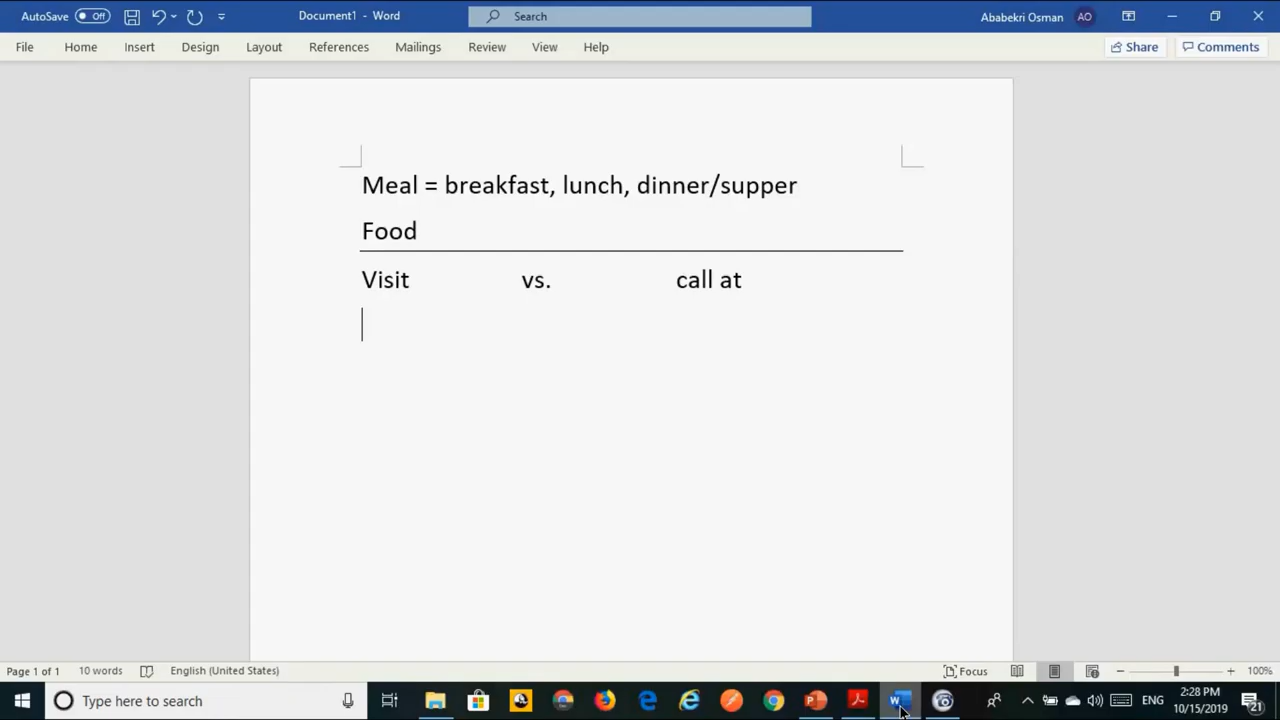 AutoSave Off Document1 - Word Search Ababekri Osman AO
File Home Insert Design Layout References Mailings Review View Help Share Comments
Meal = breakfast, lunch, dinner/supper
Food
Visit vs. call at
Page 1 of 1 10 words English (United States) Focus 100%
Type here to search ENG 2:28 PM
10/15/2019 21